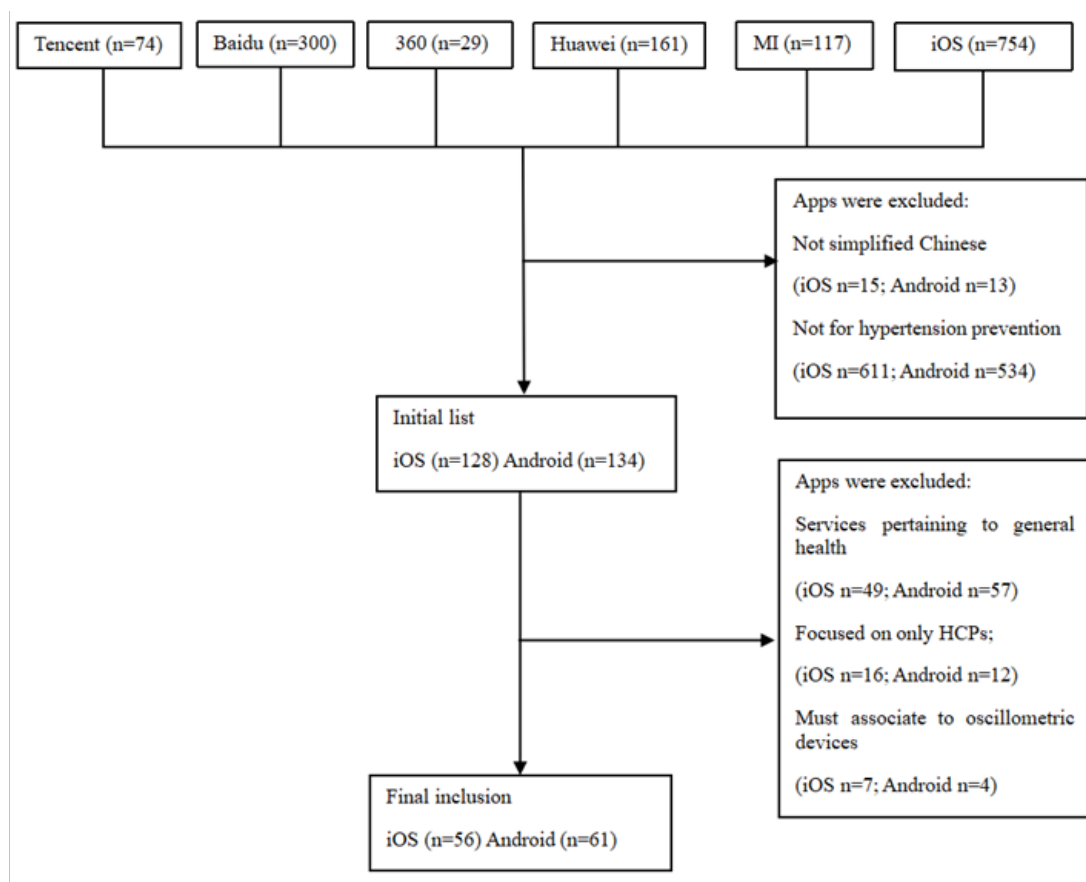 Tencent (n=74)
Baidu (n=300)
360 (n=29)
Huawei (n=161)
MI (n=117)
iOS (n=754)
Apps were excluded:
Not simplified Chinese
(iOS n=15; Android n=13)
Not for hypertension prevention
(iOS n=611; Android n=534)
Initial list
iOS (n=128) Android (n=134)
Apps were excluded:
Services pertaining to general
health
(iOS n=49; Android n=57)
Focused on only HCPs;
(iOS n=16; Android n=12)
Must associate to oscillometric
devices
(iOS n=7; Android n=4)
Final inclusion
iOS (n=56) Android (n=61)